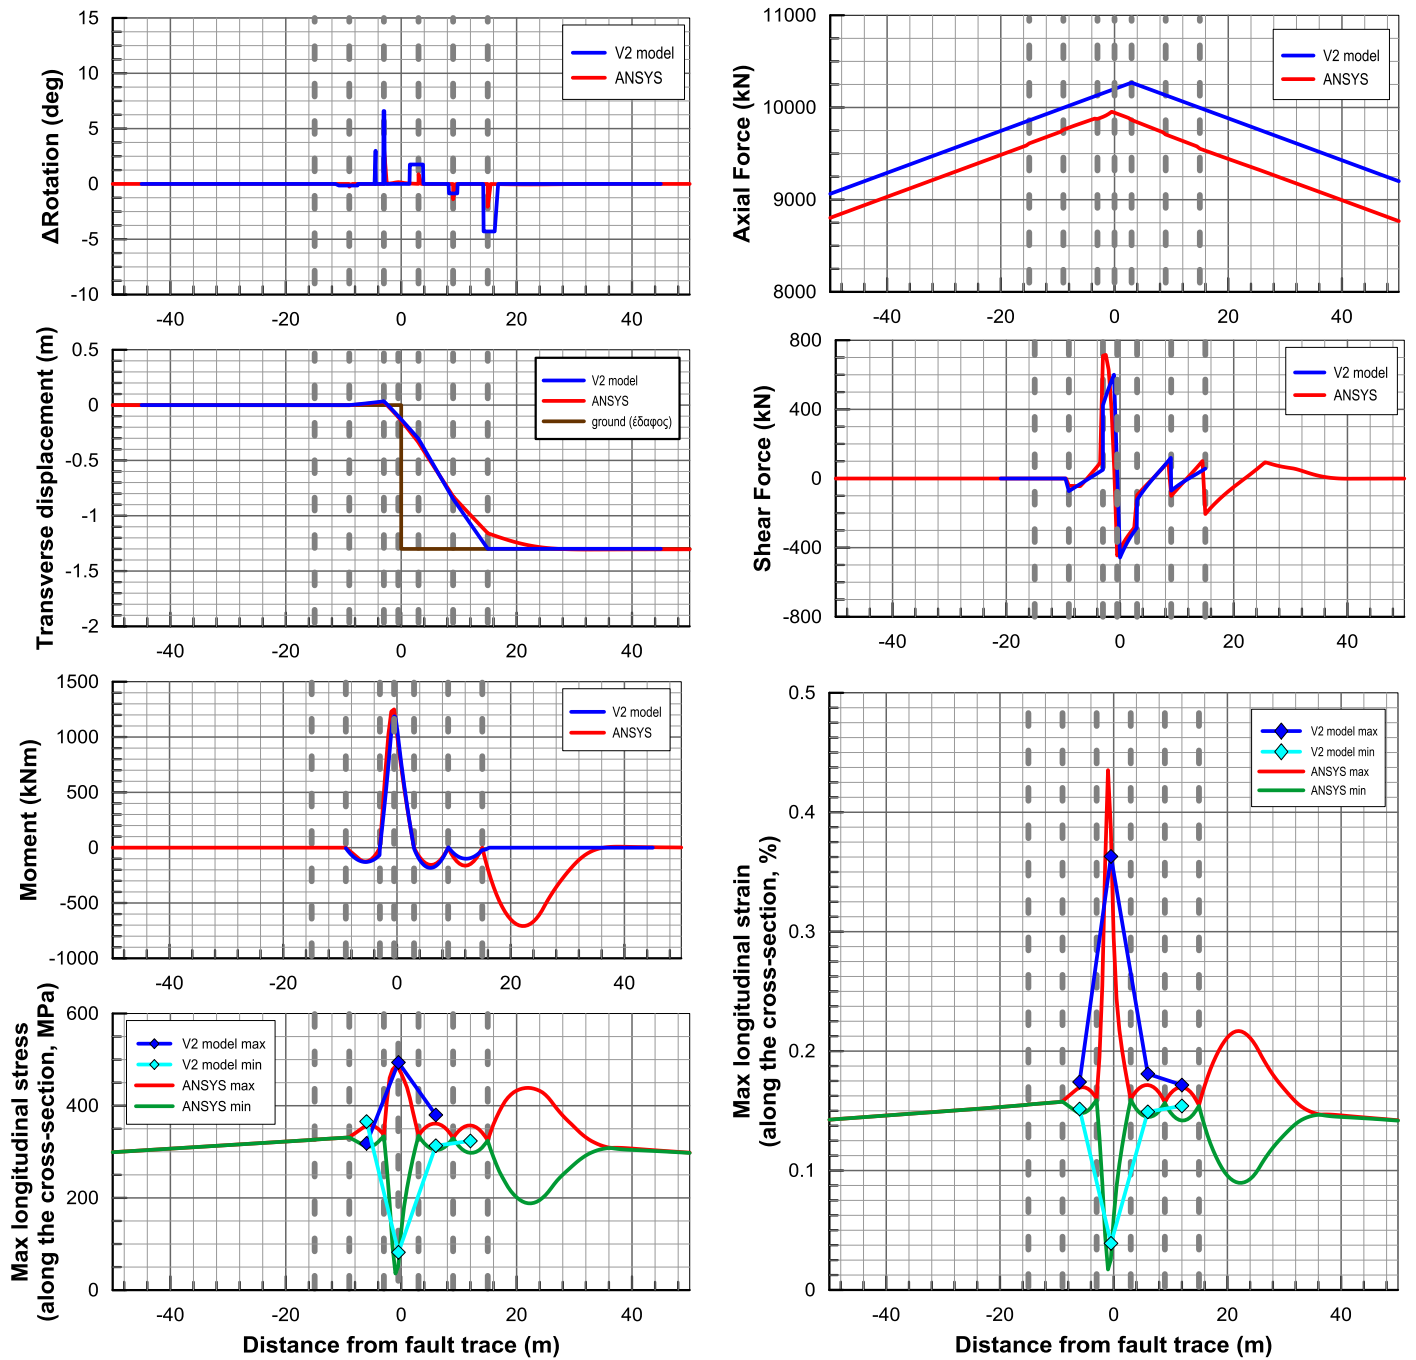 ΔRotation (deg)
15
10
5
0
-5
-10
V2 model
ANSYS
-40
-20
0
20
40
Axial Force (kN)
11000
10000
9000
8000
V2 model
ANSYS
-40
-20
0
20
40
Transverse displacement (m)
0.5
0
-0.5
-1
-1.5
-2
V2 model
ANSYS
ground (έδαφος)
-40
-20
0
20
40
Shear Force (kN)
800
400
0
-400
-800
V2 model
ANSYS
-40
-20
0
20
40
Moment (kNm)
1500
1000
500
0
-500
-1000
V2 model
ANSYS
-40
-20
0
20
40
Max longitudinal stress
(along the cross-section, MPa)
600
400
200
0
V2 model max
V2 model min
ANSYS max
ANSYS min
-40
-20
0
20
40
Distance from fault trace (m)
Max longitudinal strain
(along the cross-section, %)
0.5
0.4
0.3
0.2
0.1
0
V2 model max
V2 model min
ANSYS max
ANSYS min
-40
-20
0
20
40
Distance from fault trace (m)